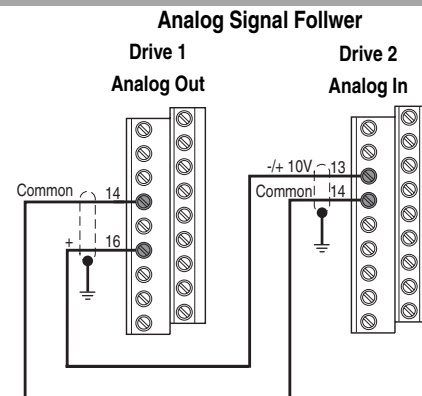 Analog Signal Follwer
Drive 1
Analog Out
Drive 2
Analog In
Common 14
+ 16
-/+ 10V 13
Common 14